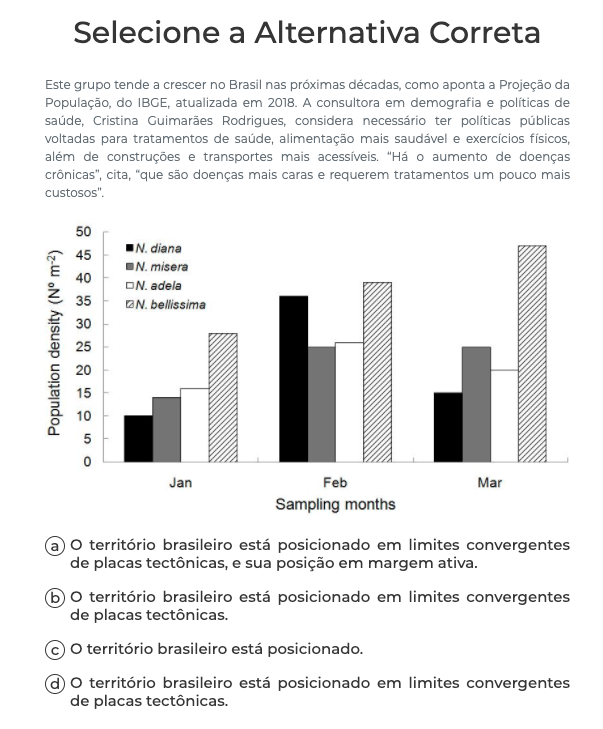 Selecione a Alternativa Correta
Este grupo tende a crescer no Brasil nas próximas décadas, como aponta a Projeção da
População, do IBGE, atualizada em 2018. A consultora em demografia e políticas de
saúde, Cristina Guimarães Rodrigues, considera necessário ter políticas públicas
voltadas para tratamentos de saúde, alimentação mais saudável e exercícios físicos,
além de construções e transportes mais acessíveis. “Há o aumento de doenças
crônicas”, cita, “que são doenças mais caras e requerem tratamentos um pouco mais
custosos”.
Population density (Nº m-2)
50
45
40
35
30
25
20
15
10
5
0
N. diana
N. misera
N. adela
N. bellissima
Jan Feb Mar
Sampling months
a O território brasileiro está posicionado em limites convergentes
de placas tectônicas, e sua posição em margem ativa.
b O território brasileiro está posicionado em limites convergentes
de placas tectônicas.
c O território brasileiro está posicionado.
d O território brasileiro está posicionado em limites convergentes
de placas tectônicas.